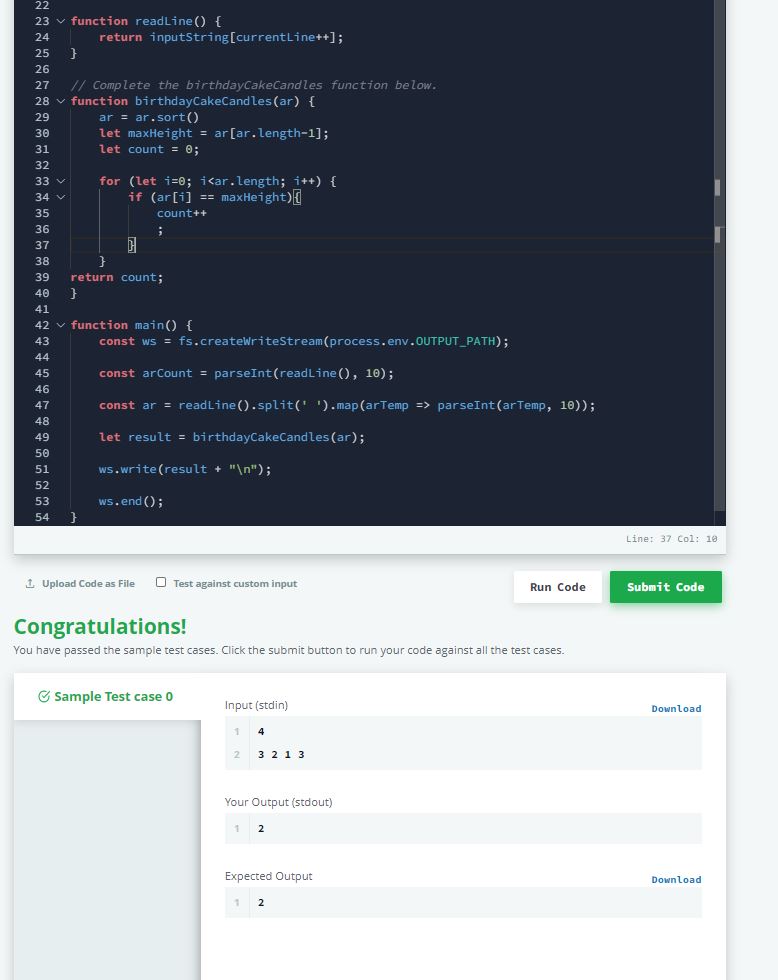 22
23 function readLine() {
24     return inputString[currentLine++];
25 }
26
27 // Complete the birthdayCakeCandles function below.
28 function birthdayCakeCandles(ar) {
29     ar = ar.sort()
30     let maxHeight = ar[ar.length-1];
31     let count = 0;
32
33     for (let i=0; i<ar.length; i++) {
34         if (ar[i] == maxHeight){
35             count++
36             ;
37         }
38     }
39 return count;
40 }
41
42 function main() {
43     const ws = fs.createWriteStream(process.env.OUTPUT_PATH);
44
45     const arCount = parseInt(readLine(), 10);
46
47     const ar = readLine().split(' ').map(arTemp => parseInt(arTemp, 10));
48
49     let result = birthdayCakeCandles(ar);
50
51     ws.write(result + "\n");
52
53     ws.end();
54 }
Line: 37 Col: 10
Upload Code as File Test against custom input Run Code Submit Code
Congratulations!
You have passed the sample test cases. Click the submit button to run your code against all the test cases.
Sample Test case 0
Input (stdin) Download
1 4
2 3 2 1 3
Your Output (stdout)
1 2
Expected Output Download
1 2